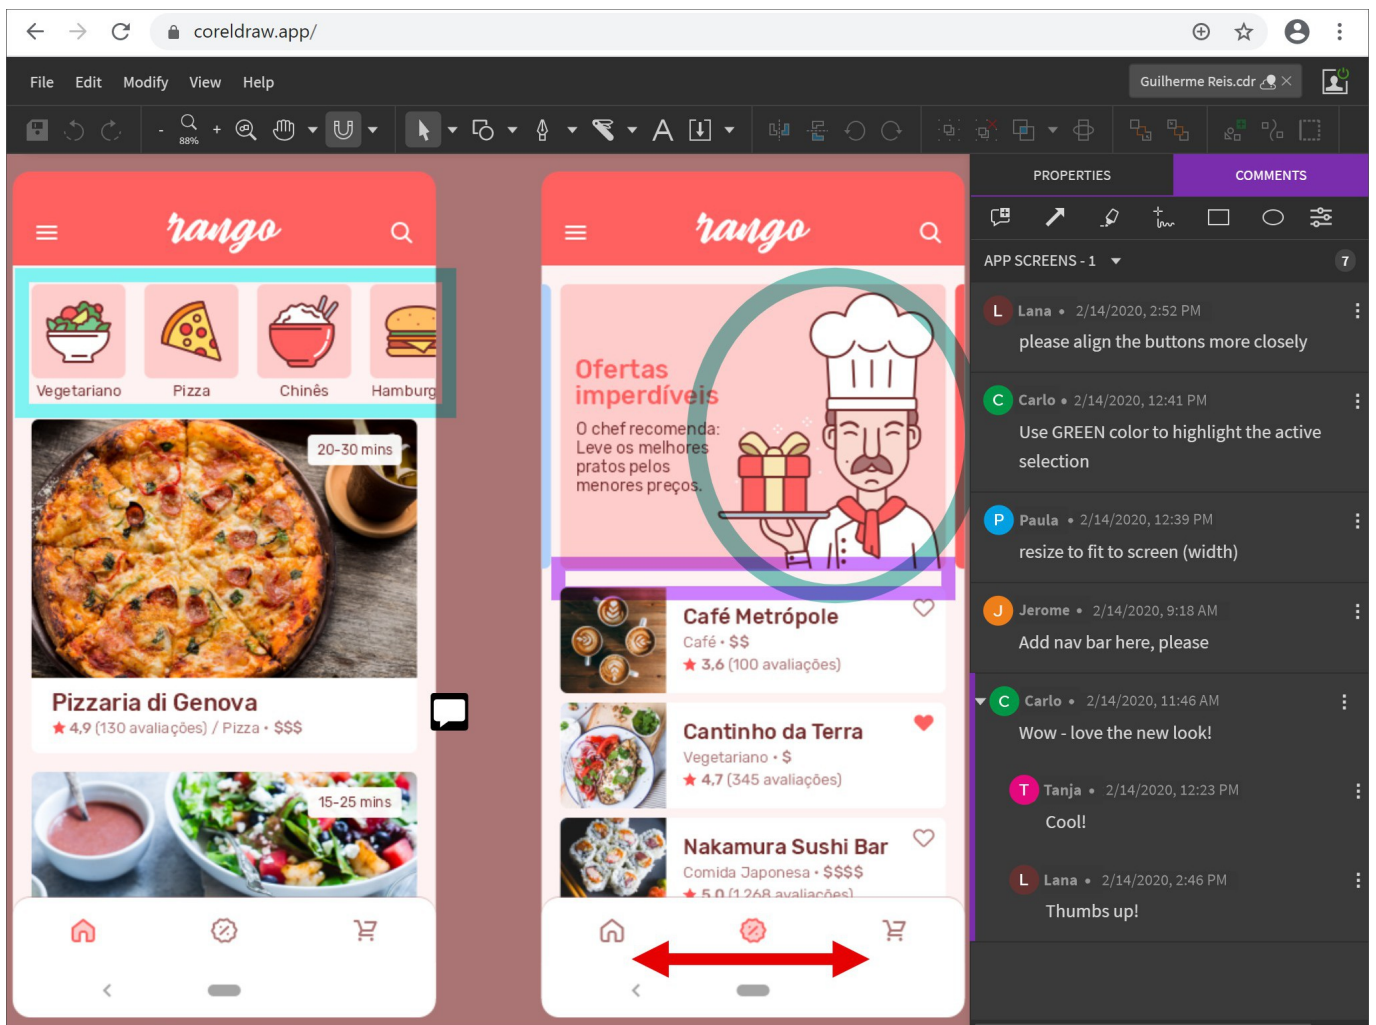 coreldraw.app/
File Edit Modify View Help
Guilherme Reis.cdr
88%
PROPERTIES
COMMENTS
APP SCREENS - 1
7
L Lana • 2/14/2020, 2:52 PM
please align the buttons more closely
C Carlo • 2/14/2020, 12:41 PM
Use GREEN color to highlight the active
selection
P Paula • 2/14/2020, 12:39 PM
resize to fit to screen (width)
J Jerome • 2/14/2020, 9:18 AM
Add nav bar here, please
C Carlo • 2/14/2020, 11:46 AM
Wow - love the new look!
T Tanja • 2/14/2020, 12:23 PM
Cool!
L Lana • 2/14/2020, 2:46 PM
Thumbs up!
rango
Vegetariano Pizza Chinês Hamburg
20-30 mins
Pizzaria di Genova
★ 4,9 (130 avaliações) / Pizza • $$$
15-25 mins
rango
Ofertas
imperdíveis
O chef recomenda:
Leve os melhores
pratos pelos
menores preços.
Café Metrópole
Café • $$
★ 3,6 (100 avaliações)
Cantinho da Terra
Vegetariano • $
★ 4,7 (345 avaliações)
Nakamura Sushi Bar
Comida Japonesa • $$$$
★ 5,0 (1.268 avaliações)